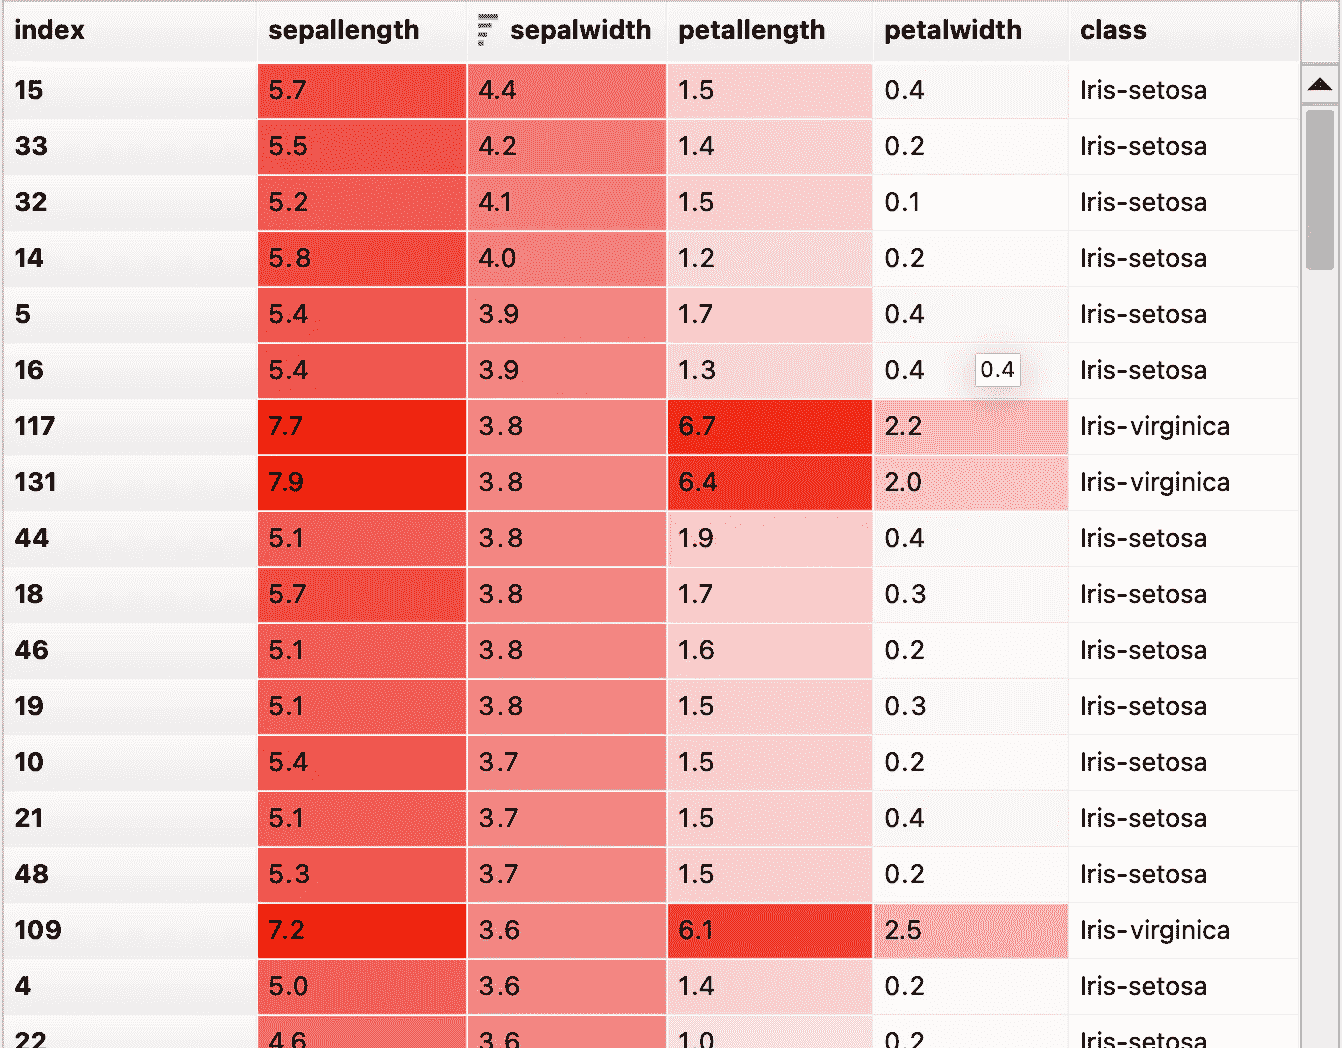 index sepallength sepalwidth petallength petalwidth class
15 5.7 4.4 1.5 0.4 Iris-setosa
33 5.5 4.2 1.4 0.2 Iris-setosa
32 5.2 4.1 1.5 0.1 Iris-setosa
14 5.8 4.0 1.2 0.2 Iris-setosa
5 5.4 3.9 1.7 0.4 Iris-setosa
16 5.4 3.9 1.3 0.4 0.4 Iris-setosa
117 7.7 3.8 6.7 2.2 Iris-virginica
131 7.9 3.8 6.4 2.0 Iris-virginica
44 5.1 3.8 1.9 0.4 Iris-setosa
18 5.7 3.8 1.7 0.3 Iris-setosa
46 5.1 3.8 1.6 0.2 Iris-setosa
19 5.1 3.8 1.5 0.3 Iris-setosa
10 5.4 3.7 1.5 0.2 Iris-setosa
21 5.1 3.7 1.5 0.4 Iris-setosa
48 5.3 3.7 1.5 0.2 Iris-setosa
109 7.2 3.6 6.1 2.5 Iris-virginica
4 5.0 3.6 1.4 0.2 Iris-setosa
22 4.6 3.6 1.0 0.2 Iris-setosa